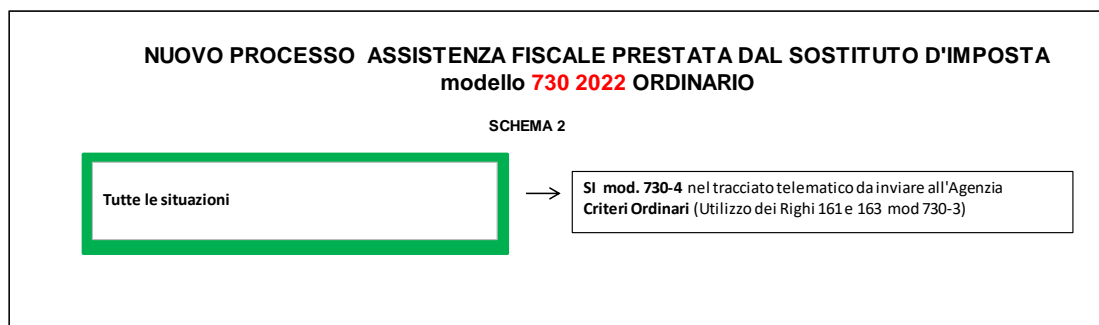 NUOVO PROCESSO ASSISTENZA FISCALE PRESTATA DAL SOSTITUTO D'IMPOSTA
modello 730 2022 ORDINARIO
SCHEMA 2
Tutte le situazioni
SI mod. 730-4 nel tracciato telematico da inviare all'Agenzia
Criteri Ordinari (Utilizzo dei Righi 161 e 163 mod 730-3)